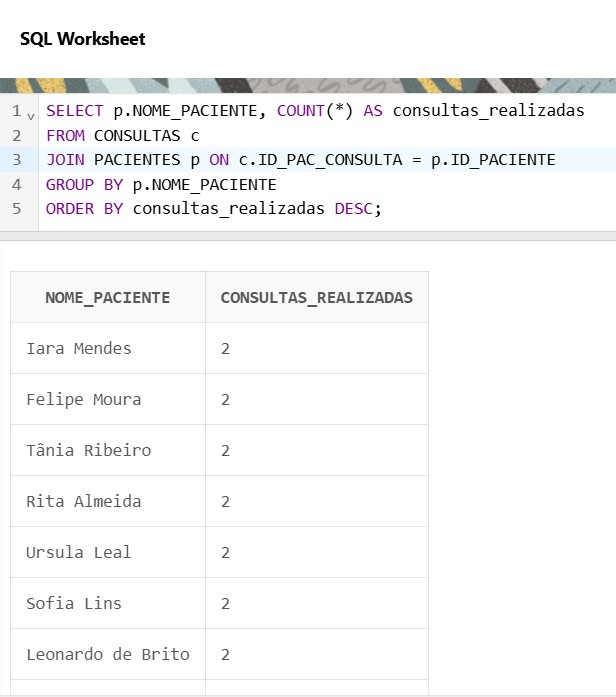 SQL Worksheet
1 SELECT p.NOME_PACIENTE, COUNT(*) AS consultas_realizadas
2 FROM CONSULTAS c
3 JOIN PACIENTES p ON c.ID_PAC_CONSULTA = p.ID_PACIENTE
4 GROUP BY p.NOME_PACIENTE
5 ORDER BY consultas_realizadas DESC;
NOME_PACIENTE CONSULTAS_REALIZADAS
Iara Mendes 2
Felipe Moura 2
Tânia Ribeiro 2
Rita Almeida 2
Ursula Leal 2
Sofia Lins 2
Leonardo de Brito 2